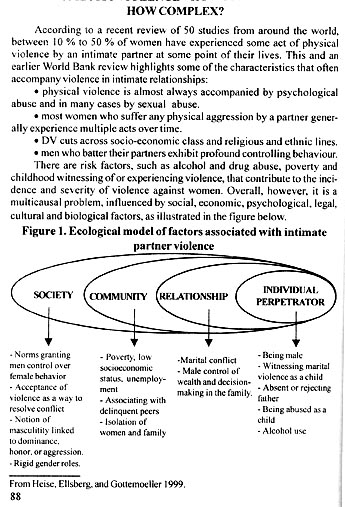 HOW COMPLEX?
According to a recent review of 50 studies from around the world,
between 10 % to 50 % of women have experienced some act of physical
violence by an intimate partner at some point of their lives. This and an
earlier World Bank review highlights some of the characteristics that often
accompany violence in intimate relationships:
• physical violence is almost always accompanied by psychological
abuse and in many cases by sexual abuse.
• most women who suffer any physical aggression by a partner gener-
ally experience multiple acts over time.
• DV cuts across socio-economic class and religious and ethnic lines.
• men who batter their partners exhibit profound controlling behaviour.
There are risk factors, such as alcohol and drug abuse, poverty and
childhood witnessing of or experiencing violence, that contribute to the inci-
dence and severity of violence against women. Overall, however, it is a
multicausal problem, influenced by social, economic, psychological, legal,
cultural and biological factors, as illustrated in the figure below.
Figure 1. Ecological model of factors associated with intimate
partner violence
SOCIETY
COMMUNITY
RELATIONSHIP
INDIVIDUAL
PERPETRATOR
- Norms granting
men control over
female behavior
- Acceptance of
violence as a way to
resolve conflict
- Notion of
masculitity linked
to dominance,
honor, or aggression.
- Rigid gender roles.
- Poverty, low
socioeconomic
status, unemploy-
ment
- Associating with
delinquent peers
- Isolation of
women and family
-Marital conflict
- Male control of
wealth and decision-
making in the family.
- Being male
- Witnessing marital
violence as a child
- Absent or rejecting
father
- Being abused as a
child
- Alcohol use
From Heise, Ellsberg, and Gottemoeller 1999.
88